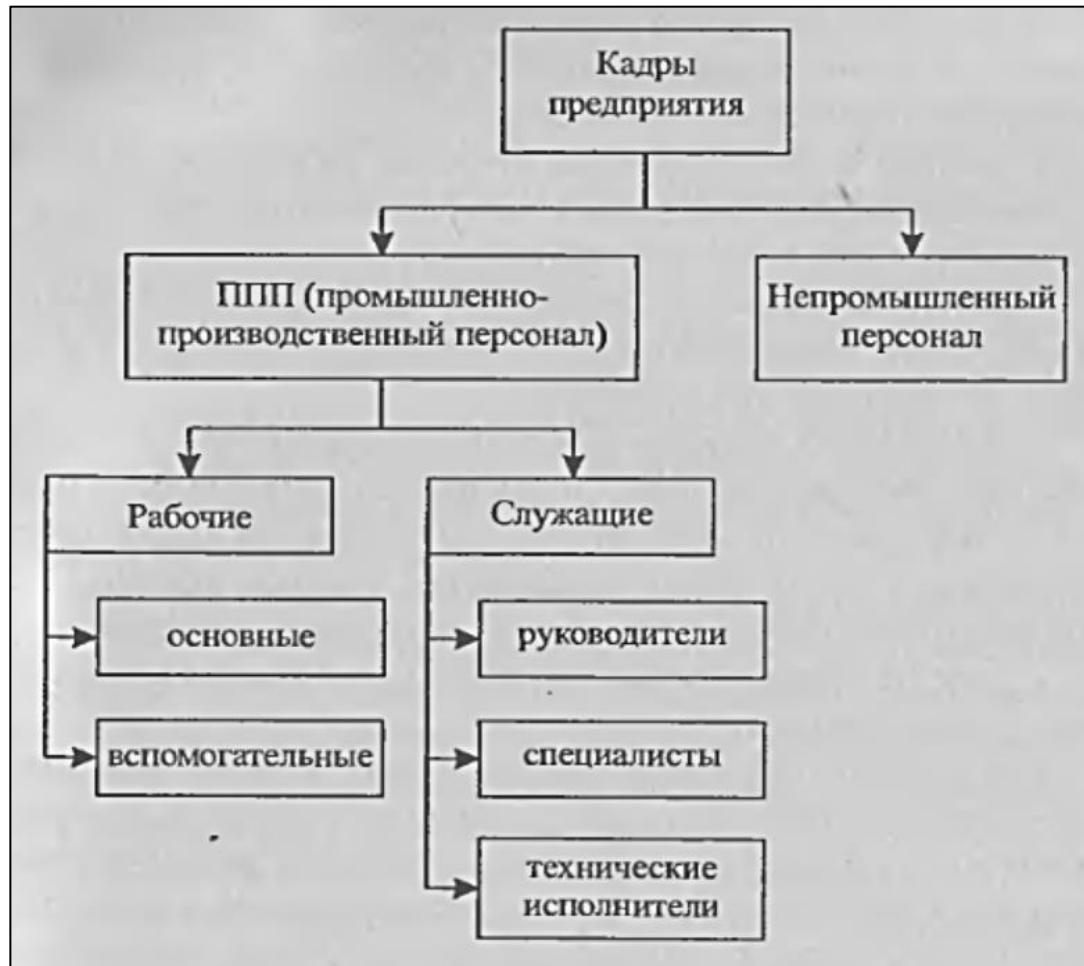 Кадры
предприятия
ППП (промышленно-
производственный персонал)
Непромышленный
персонал
Рабочие
Служащие
основные
руководители
вспомогательные
специалисты
технические
исполнители